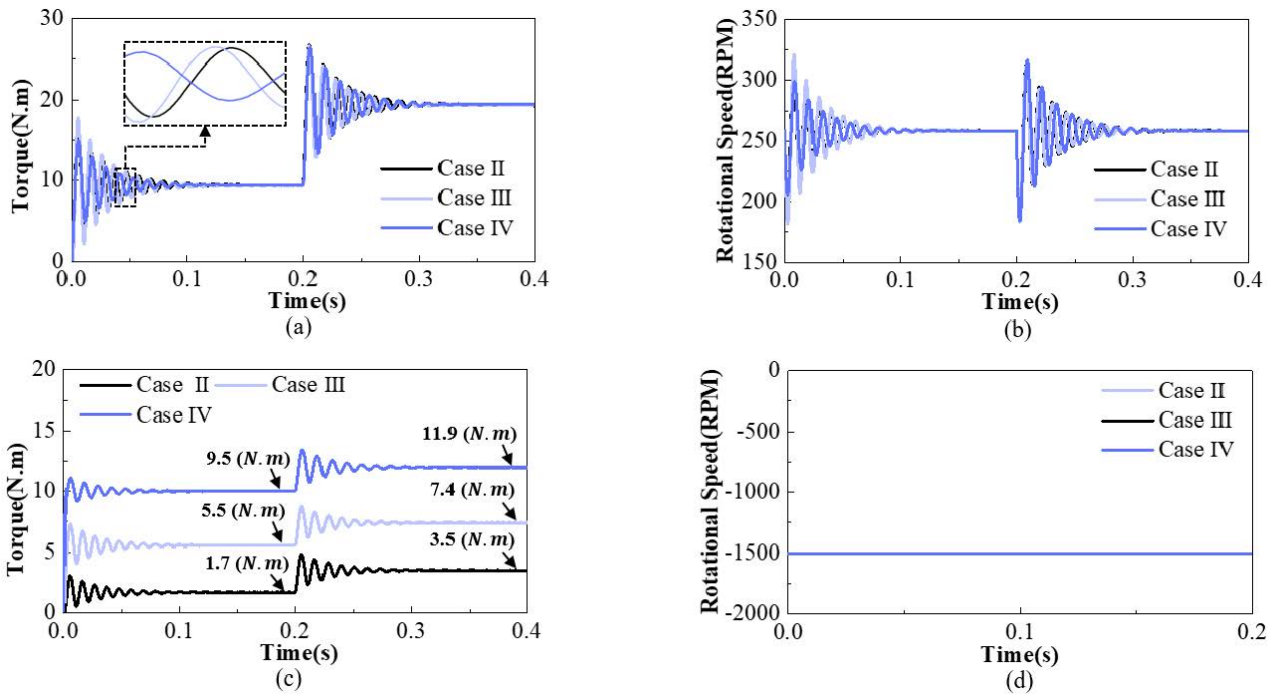 30
20
10
0
Torque(N.m)
Case II
Case III
Case IV
0.0 0.1 0.2 0.3 0.4
Time(s)
(a)
350
300
250
200
150
Rotational Speed(RPM)
Case II
Case III
Case IV
0.0 0.1 0.2 0.3 0.4
Time(s)
(b)
20
15
10
5
0
Torque(N.m)
Case II Case III
Case IV
11.9 (N.m)
9.5 (N.m)
7.4 (N.m)
5.5 (N.m)
3.5 (N.m)
1.7 (N.m)
0.0 0.1 0.2 0.3 0.4
Time(s)
(c)
0
-500
-1000
-1500
-2000
Rotational Speed(RPM)
Case II
Case III
Case IV
0.0 0.1 0.2
Time(s)
(d)